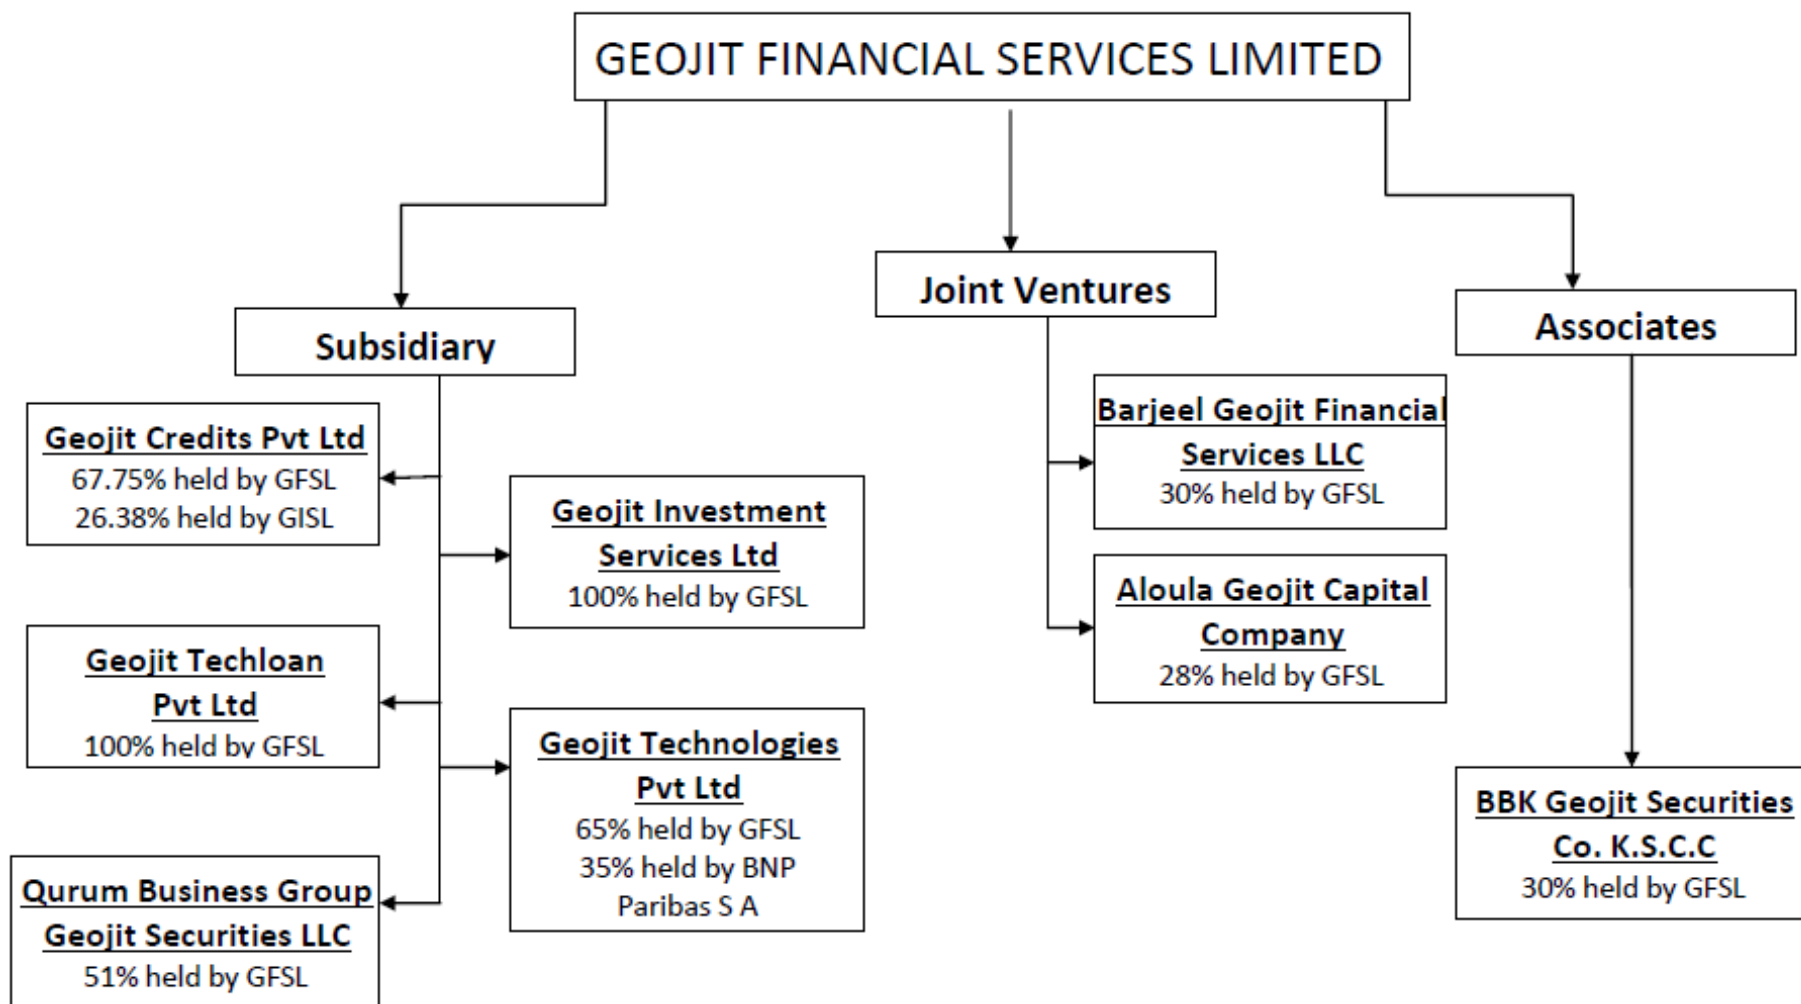 GEOJIT FINANCIAL SERVICES LIMITED
Subsidiary
Geojit Credits Pvt Ltd
67.75% held by GFSL
26.38% held by GISL
Geojit Investment
Services Ltd
100% held by GFSL
Geojit Techloan
Pvt Ltd
100% held by GFSL
Geojit Technologies
Pvt Ltd
65% held by GFSL
35% held by BNP
Paribas S A
Qurum Business Group
Geojit Securities LLC
51% held by GFSL
Joint Ventures
Barjeel Geojit Financial
Services LLC
30% held by GFSL
Aloula Geojit Capital
Company
28% held by GFSL
Associates
BBK Geojit Securities
Co. K.S.C.C
30% held by GFSL